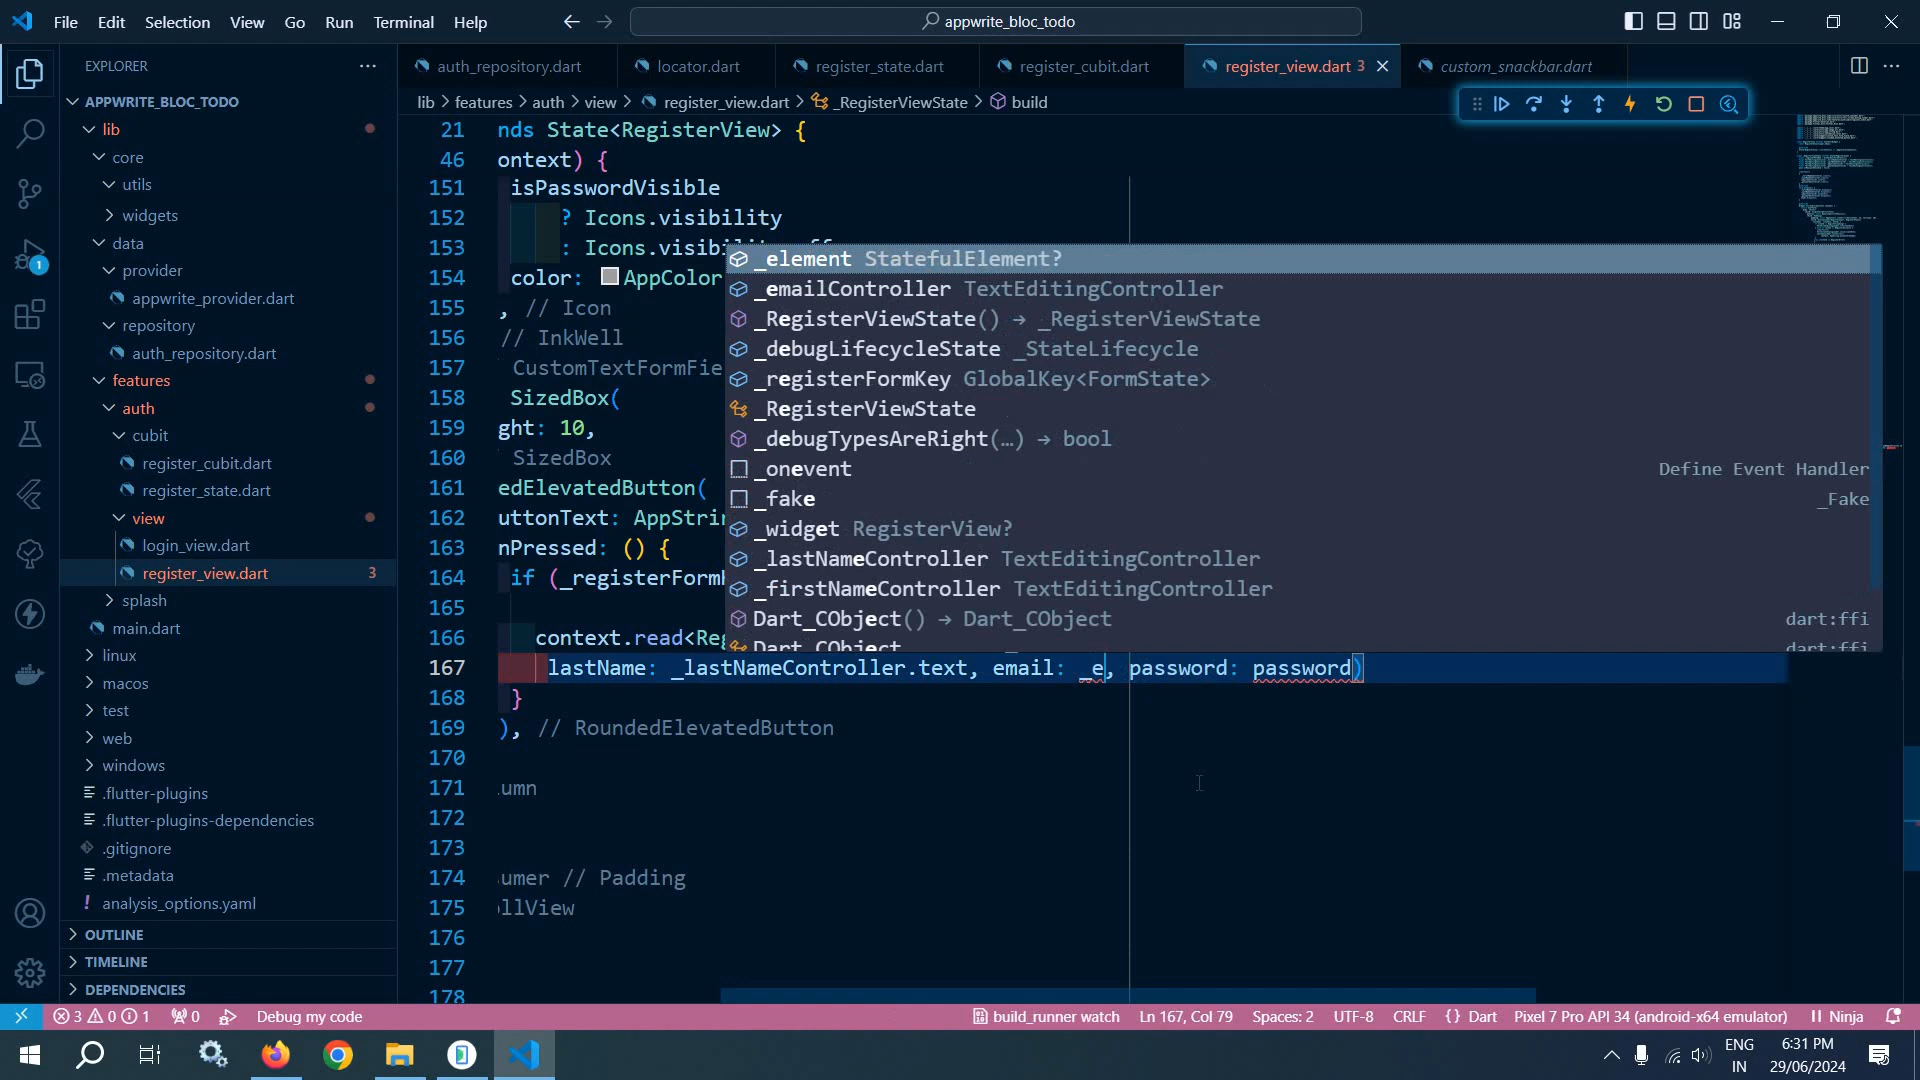 File Edit Selection View Go Run Terminal Help
appwrite_bloc_todo
EXPLORER
auth_repository.dart
locator.dart
register_state.dart
register_cubit.dart
register_view.dart 3
custom_snackbar.dart
lib > features > auth > view > register_view.dart > _RegisterViewState > build
APPWRITE_BLOC_TODO
lib
core
utils
widgets
data
provider
appwrite_provider.dart
repository
auth_repository.dart
features
auth
cubit
register_cubit.dart
register_state.dart
view
login_view.dart
register_view.dart 3
splash
main.dart
linux
macos
test
web
windows
.flutter-plugins
.flutter-plugins-dependencies
.gitignore
.metadata
analysis_options.yaml
OUTLINE
TIMELINE
DEPENDENCIES
21 nds State<RegisterView> {
46 ontext) {
151 isPasswordVisible
152 ? Icons.visibility
153 : Icons.visibility_off
154 color: AppColor
155 , // Icon
156 // InkWell
157 CustomTextFormFie
158 SizedBox(
159 ght: 10,
160 SizedBox
161 edElevatedButton(
162 uttonText: AppStrin
163 nPressed: () {
164 if (_registerForm
165
166 context.read<Reg
167 lastName: _lastNameController.text, email: _e, password: password)
168 }
169 ), // RoundedElevatedButton
170
171 .umn
172
173
174 sumer // Padding
175 ollView
176
177
178
_element StatefulElement?
_emailController TextEditingController
_RegisterViewState() → _RegisterViewState
_debugLifecycleState _StateLifecycle
_registerFormKey GlobalKey<FormState>
_RegisterViewState
_debugTypesAreRight(…) → bool
_onevent Define Event Handler
_fake _Fake
_widget RegisterView?
_lastNameController TextEditingController
_firstNameController TextEditingController
Dart_CObject() → Dart_CObject dart:ffi
Dart_CObject dart:ffi
1
3 0 1 0 Debug my code
build_runner watch Ln 167, Col 79 Spaces: 2 UTF-8 CRLF {} Dart Pixel 7 Pro API 34 (android-x64 emulator) Ninja
ENG
IN
6:31 PM
29/06/2024